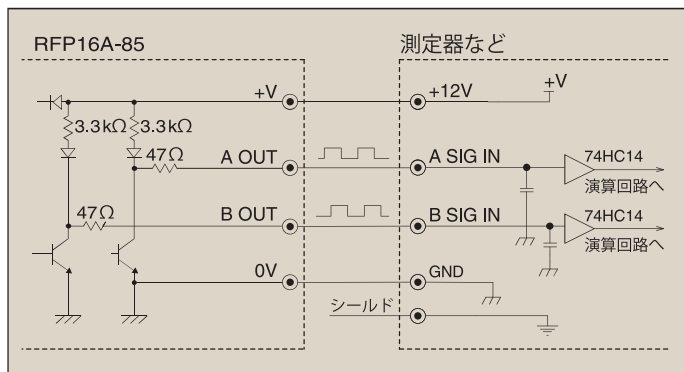 RFP16A-85
測定器など
+V
+12V
+V
3.3kΩ
3.3kΩ
47Ω
A OUT
A SIG IN
74HC14
演算回路へ
47Ω
B OUT
B SIG IN
74HC14
演算回路へ
0V
GND
シールド